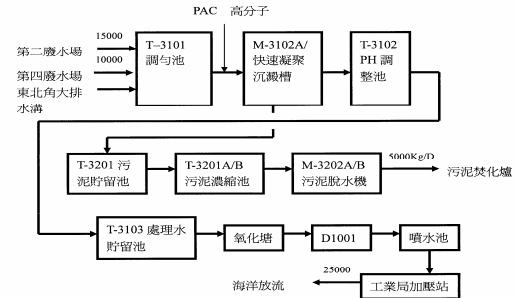 PAC 高分子
15000
第二廢水場
10000
第四廢水場
東北角大排
水溝
T–3101
調勻池
M-3102A/
快速凝聚
沉澱槽
T-3102
PH 調
整池
T-3201 污
泥貯留池
T-3201A/B
污泥濃縮池
M-3202A/B
污泥脫水機
5000Kg/D
污泥焚化爐
T-3103 處理水
貯留池
氧化塘
D1001
噴水池
海洋放流
25000
工業局加壓站